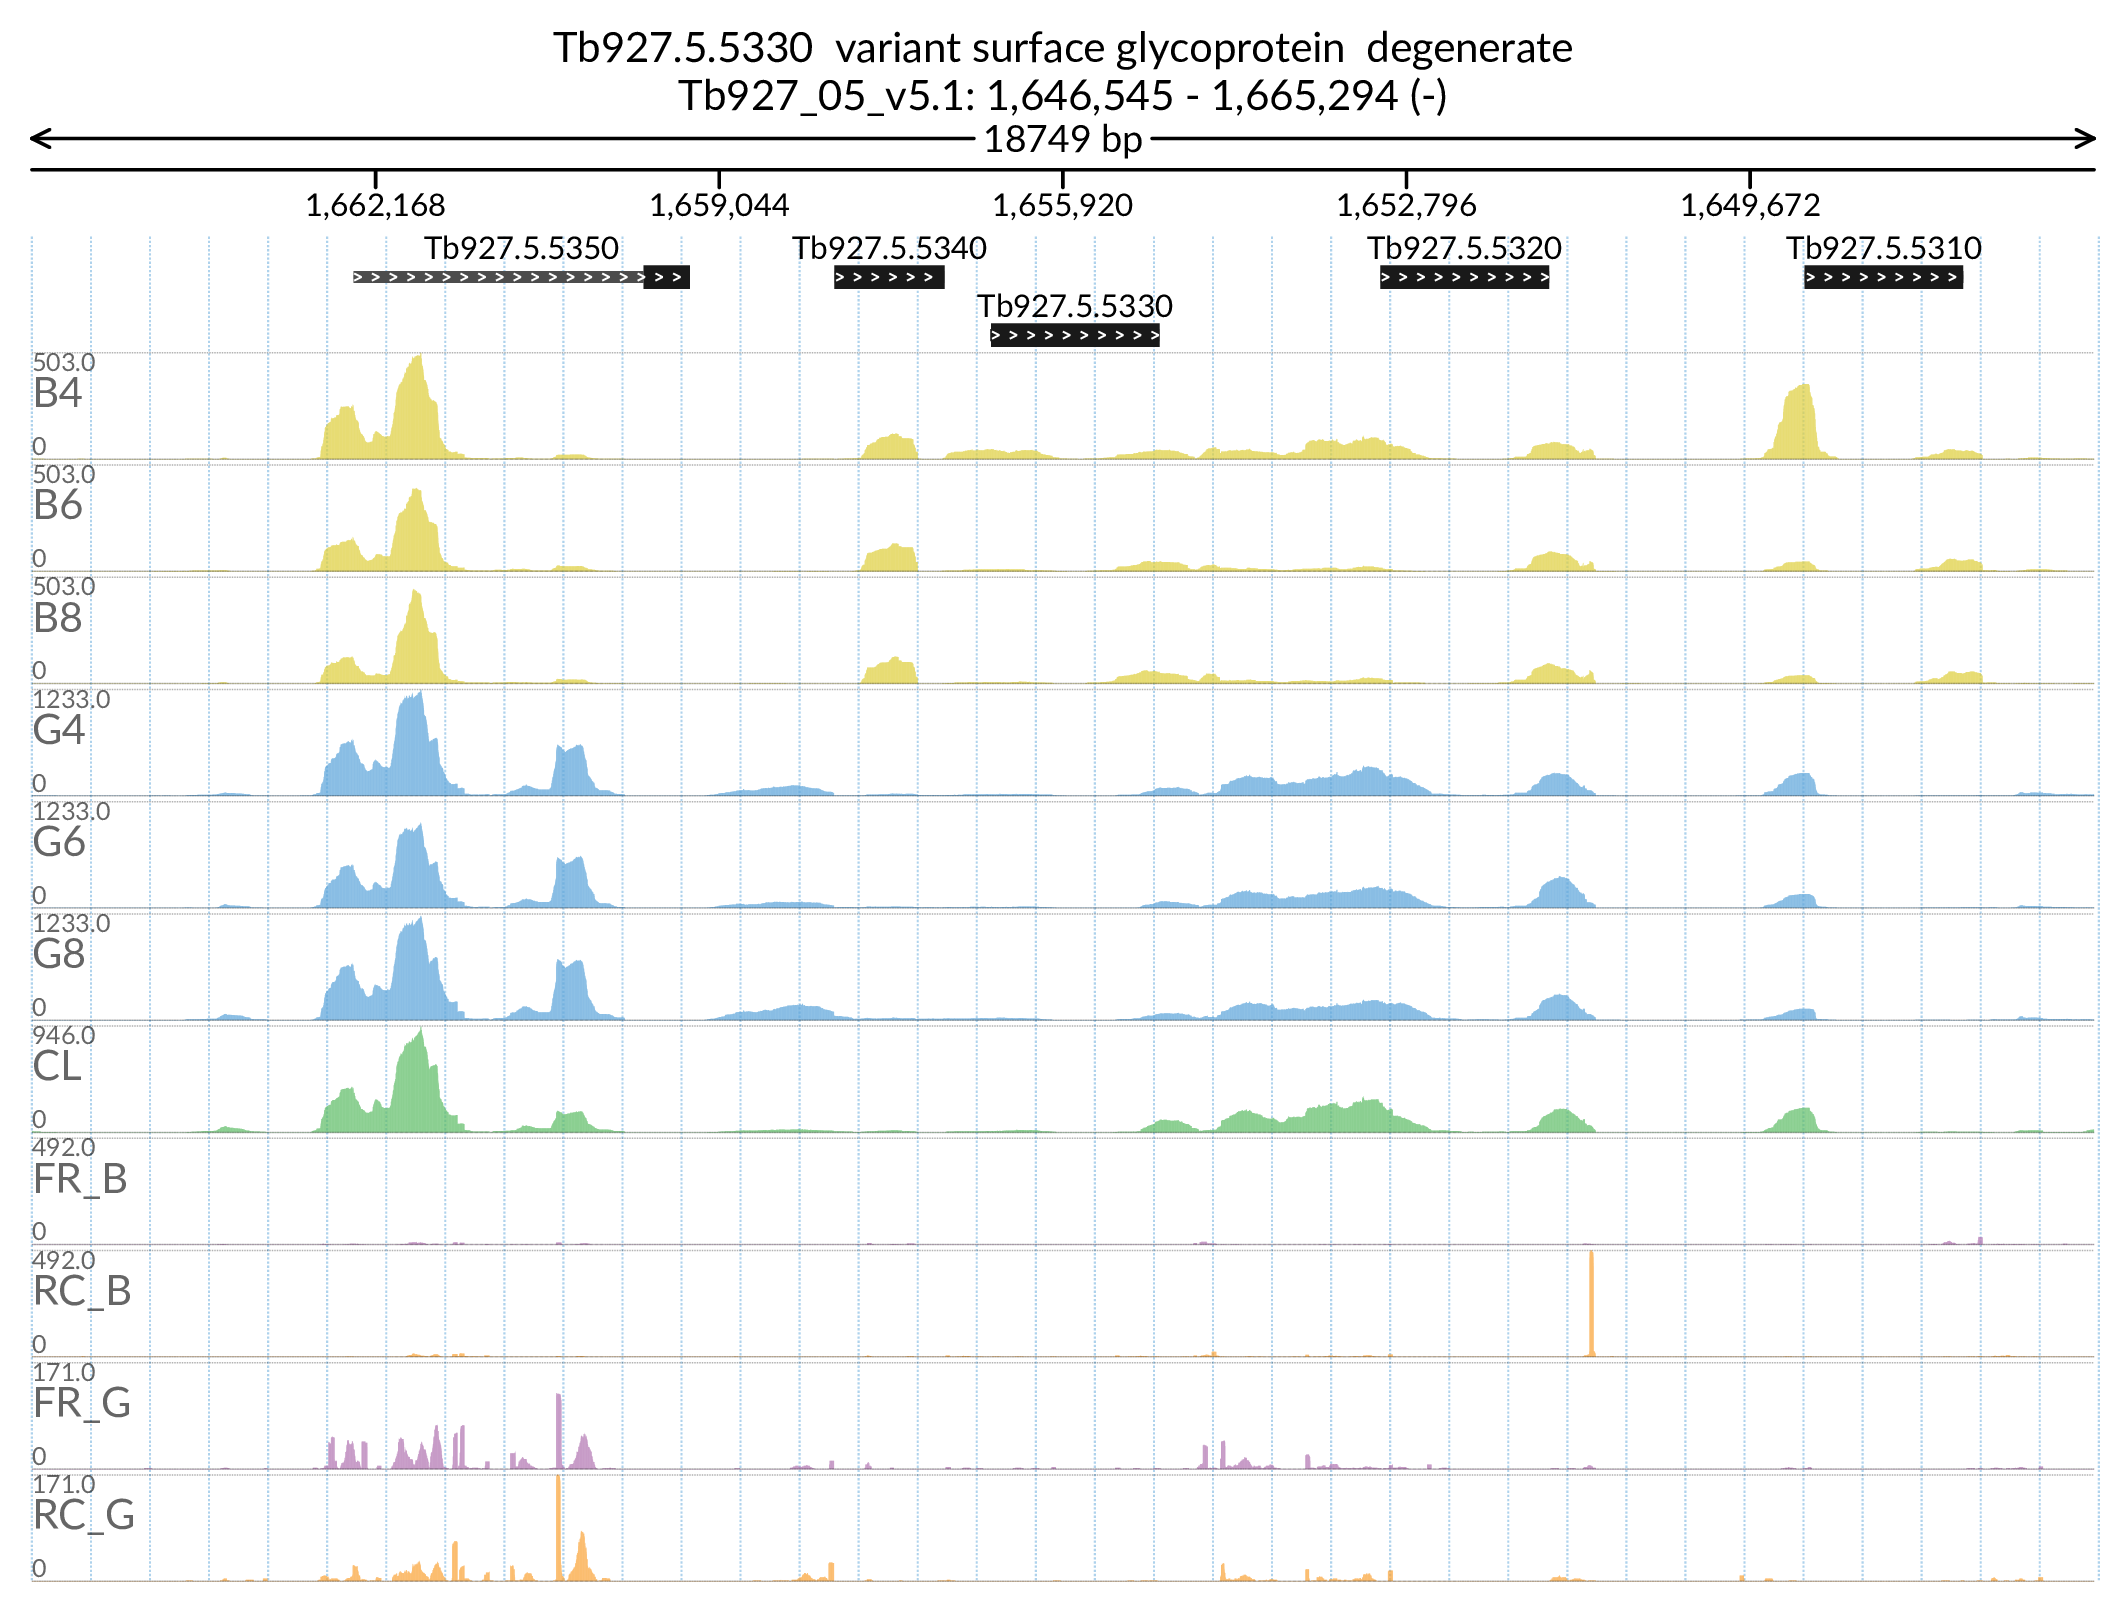 Tb927.5.5330 variant surface glycoprotein degenerate
Tb927_05_v5.1: 1,646,545 - 1,665,294 (-)
18749 bp
1,662,168 1,659,044 1,655,920 1,652,796 1,649,672
Tb927.5.5350 Tb927.5.5340 Tb927.5.5320 Tb927.5.5310
Tb927.5.5330
503.0
B4
0
503.0
B6
0
503.0
B8
0
1233.0
G4
0
1233.0
G6
0
1233.0
G8
0
946.0
CL
0
492.0
FR_B
0
492.0
RC_B
0
171.0
FR_G
0
171.0
RC_G
0